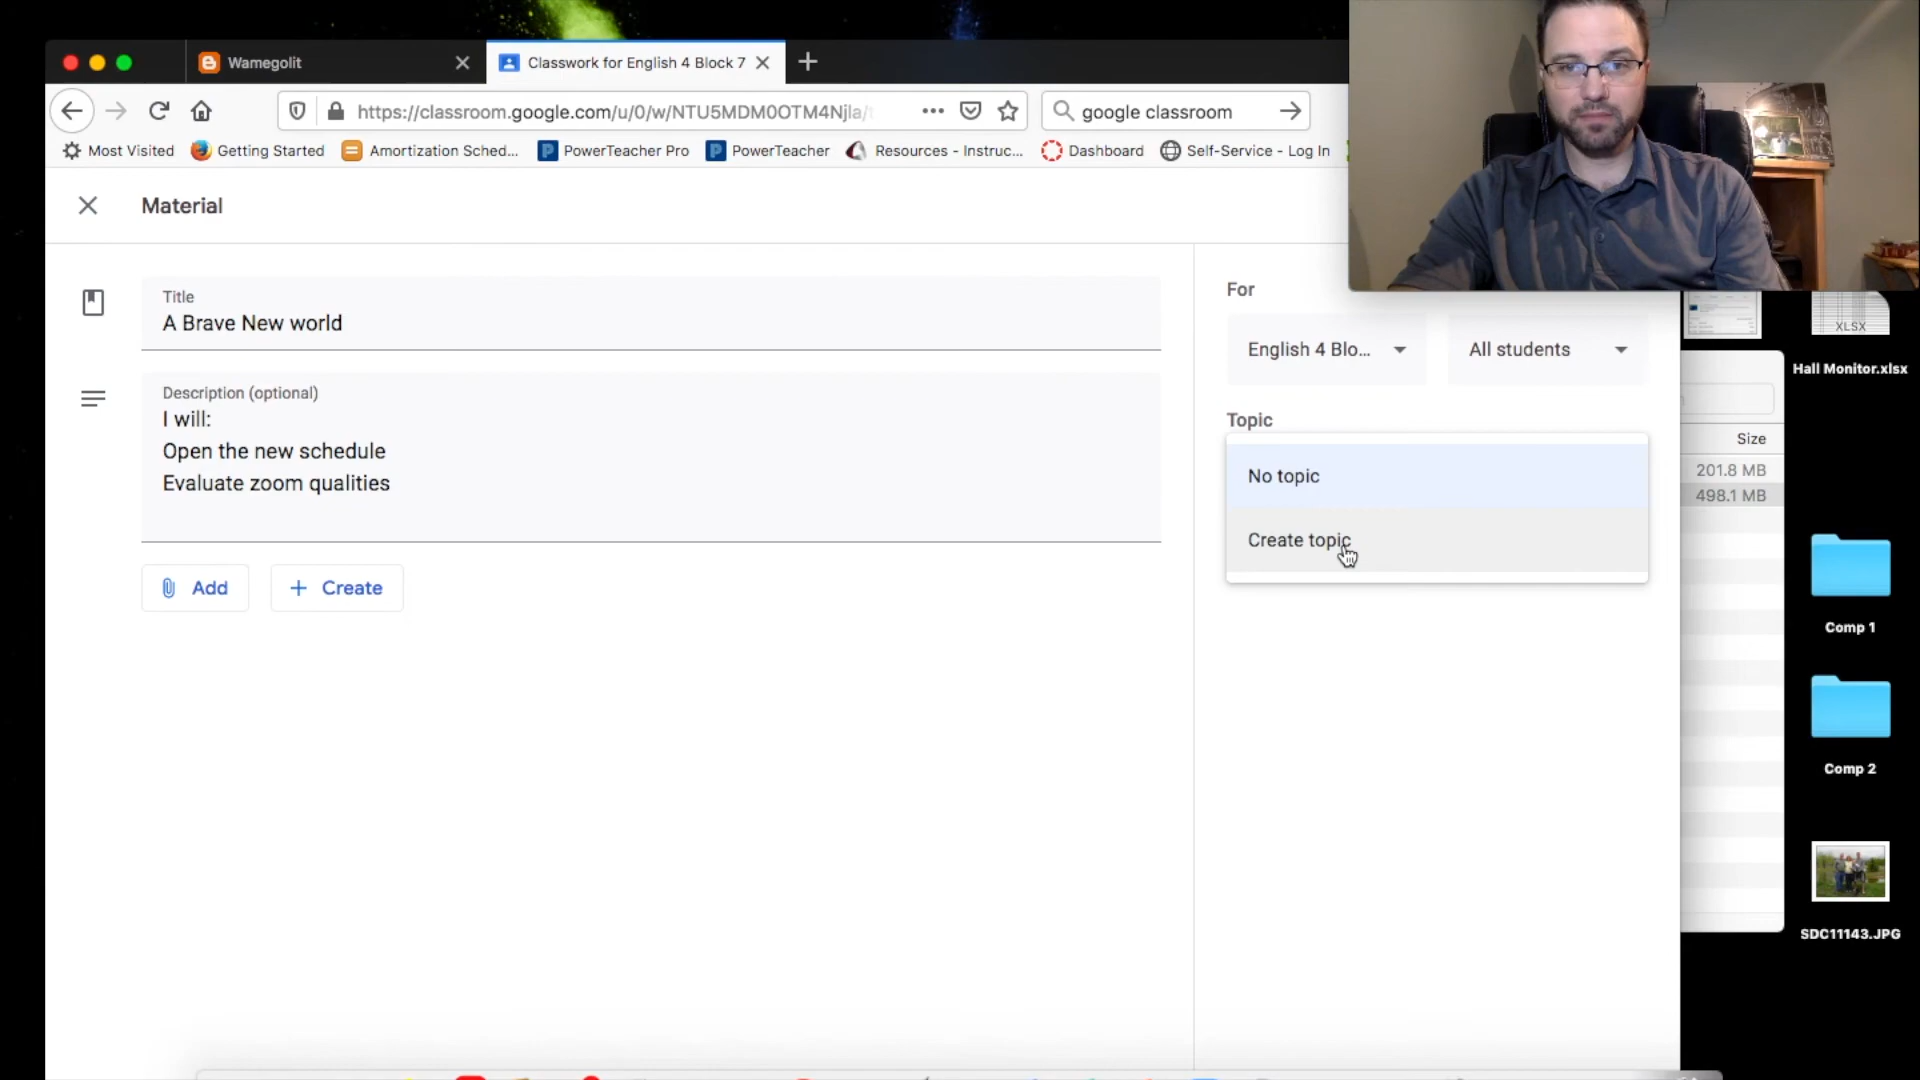 Wamegolit
Classwork for English 4 Block 7
https://classroom.google.com/u/0/w/NTU5MDM0OTM4Njla/
google classroom
Most Visited
Getting Started
Amortization Sched...
PowerTeacher Pro
PowerTeacher
Resources - Instruc...
Dashboard
Self-Service - Log In
Material
Title
A Brave New world
Description (optional)
I will:
Open the new schedule
Evaluate zoom qualities
Add
Create
For
English 4 Blo...
All students
Topic
No topic
Create topic
XLSX
Hall Monitor.xlsx
Size
201.8 MB
498.1 MB
Comp 1
Comp 2
SDC11143.JPG